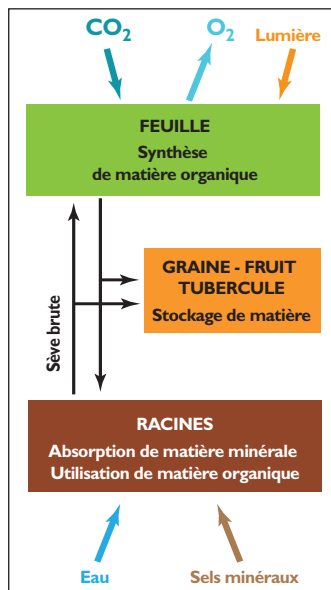 CO₂
O₂
Lumière
FEUILLE
Synthèse
de matière organique
GRAINE - FRUIT
TUBERCULE
Stockage de matière
Sève brute
RACINES
Absorption de matière minérale
Utilisation de matière organique
Eau
Sels minéraux